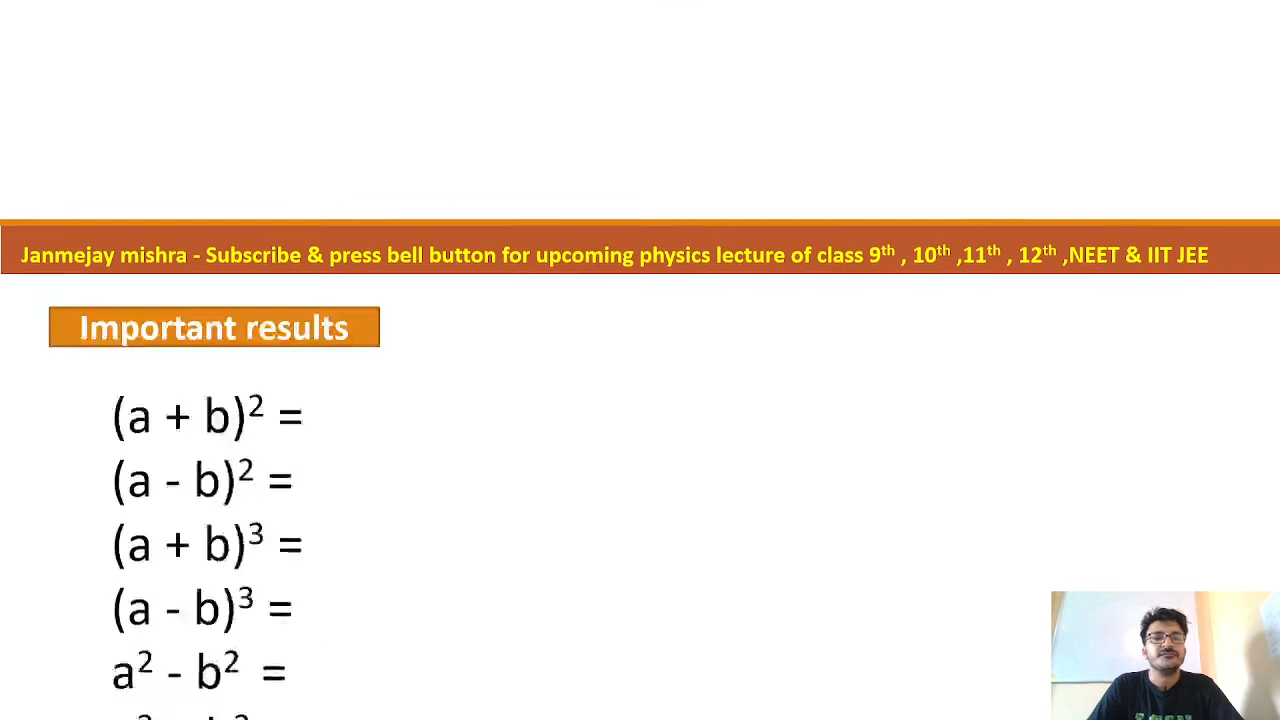 Janmejay mishra - Subscribe & press bell button for upcoming physics lecture of class 9th , 10th ,11th , 12th ,NEET & IIT JEE
Important results
(a + b)² =
(a - b)² =
(a + b)³ =
(a - b)³ =
a² - b² =